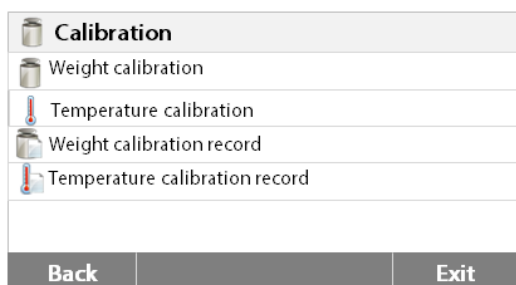 Calibration
Weight calibration
Temperature calibration
Weight calibration record
Temperature calibration record
Back Exit